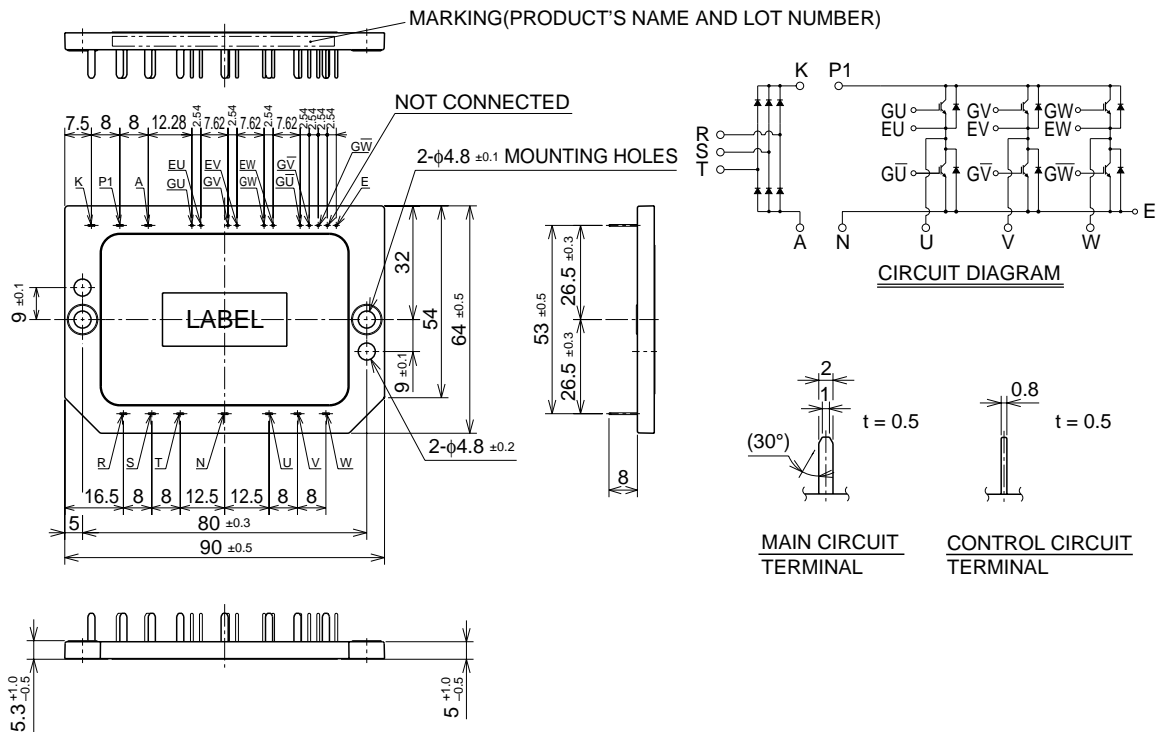 MARKING(PRODUCT'S NAME AND LOT NUMBER)
NOT CONNECTED
7.5 8 8 12.28 2.54 7.62 2.54 7.62 2.54 7.62 2.54 2.54 2.54 2.54
GW̅
2-φ4.8 ±0.1 MOUNTING HOLES
EU EV EW GV̅
K P1 A GU GV GW GU̅ E
9 ±0.1
LABEL
32
54
64 ±0.5
9 ±0.1
2-φ4.8 ±0.2
R S T N U V W
16.5 8 8 12.5 12.5 8 8
5 80 ±0.3
90 ±0.5
53 ±0.5
26.5 ±0.3
26.5 ±0.3
8
5.3 +1.0 −0.5
5 +1.0 −0.5
K P1
R
S
T
GU GV GW
EU EV EW
GU̅ GV̅ GW̅
E
A N U V W
CIRCUIT DIAGRAM
2
1
t = 0.5
(30°)
MAIN CIRCUIT
TERMINAL
0.8
t = 0.5
CONTROL CIRCUIT
TERMINAL